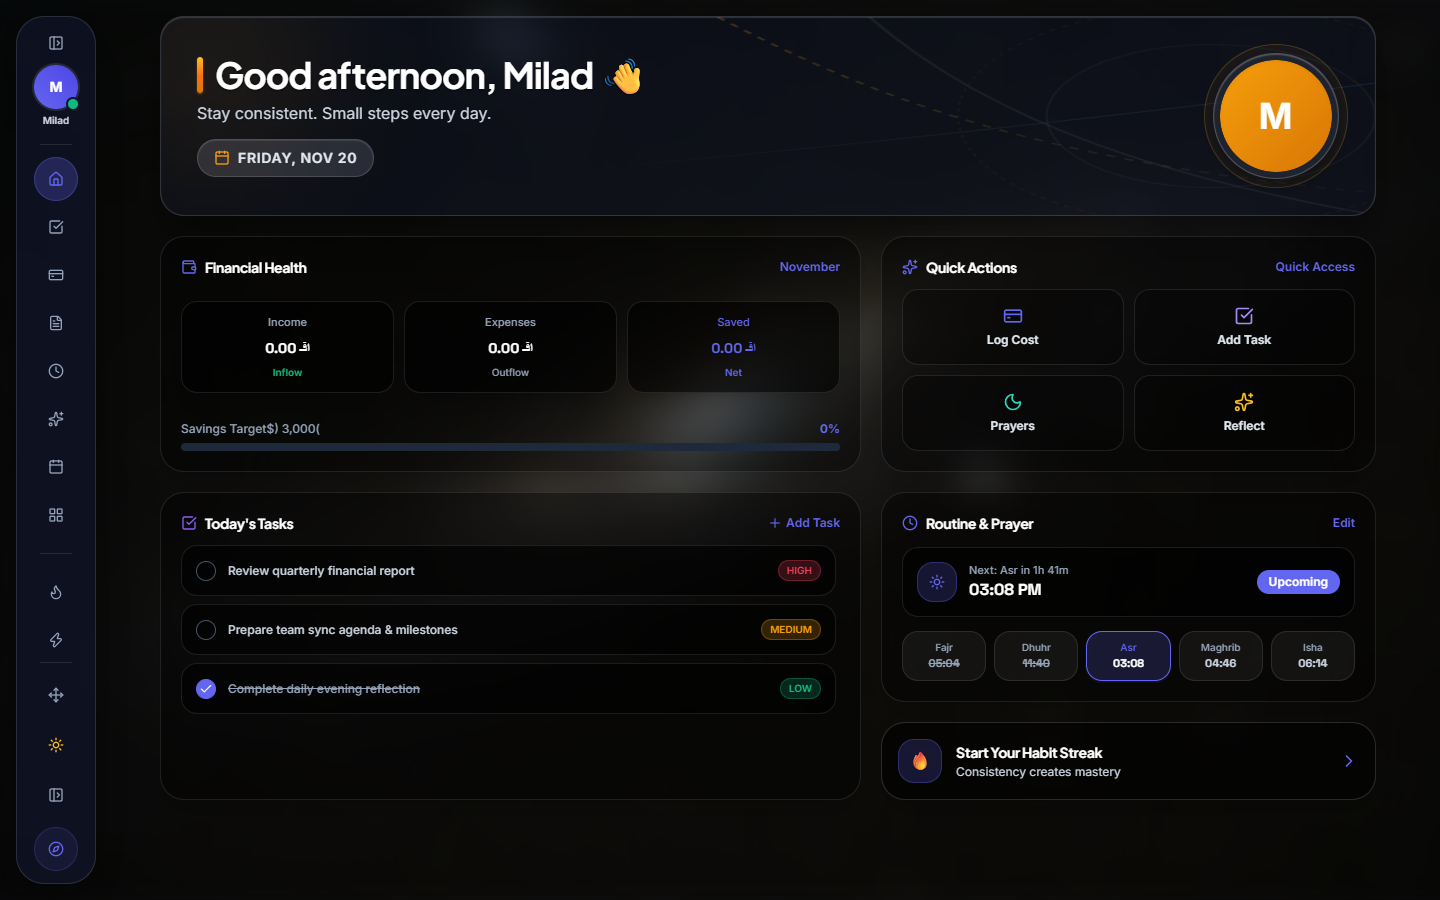 M
Milad
Good afternoon, Milad 👋
Stay consistent. Small steps every day.
FRIDAY, NOV 20
M
Financial Health
November
Income
0.00
Inflow
Expenses
0.00
Outflow
Saved
0.00
Net
Savings Target$) 3,000(
0%
Quick Actions
Quick Access
Log Cost
Add Task
Prayers
Reflect
Today's Tasks
+ Add Task
Review quarterly financial report
HIGH
Prepare team sync agenda & milestones
MEDIUM
Complete daily evening reflection
LOW
Routine & Prayer
Edit
Next: Asr in 1h 41m
03:08 PM
Upcoming
Fajr
05:04
Dhuhr
11:40
Asr
03:08
Maghrib
04:46
Isha
06:14
Start Your Habit Streak
Consistency creates mastery